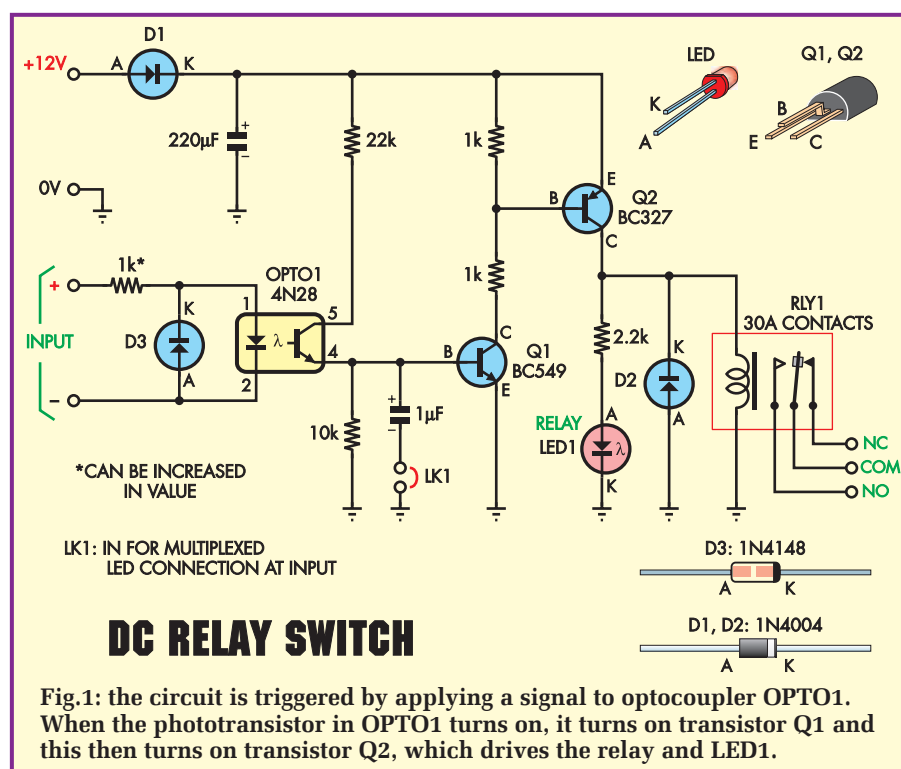 D1
+12V
A
K
220µF
+
−
22k
1k
0V
LED
K
A
Q1, Q2
B
E
C
E
B
Q2
BC327
C
1k*
+
INPUT
−
K
D3
A
OPTO1
4N28
1
2
λ
5
4
1k
C
B
Q1
BC549
E
10k
+
1µF
−
LK1
2.2k
RELAY
LED1
A
λ
K
K
D2
A
RLY1
30A CONTACTS
NC
COM
NO
*CAN BE INCREASED
IN VALUE
LK1: IN FOR MULTIPLEXED
LED CONNECTION AT INPUT
D3: 1N4148
A
K
D1, D2: 1N4004
A
K
DC RELAY SWITCH
Fig.1: the circuit is triggered by applying a signal to optocoupler OPTO1.
When the phototransistor in OPTO1 turns on, it turns on transistor Q1 and
this then turns on transistor Q2, which drives the relay and LED1.